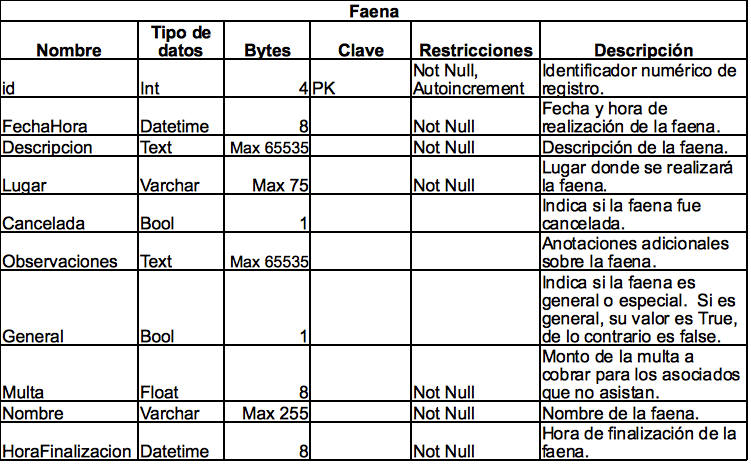 Faena
Nombre | Tipo de datos | Bytes | Clave | Restricciones | Descripción
id | Int | 4 | PK | Not Null, Autoincrement | Identificador numérico de registro.
FechaHora | Datetime | 8 | | Not Null | Fecha y hora de realización de la faena.
Descripcion | Text | Max 65535 | | Not Null | Descripción de la faena.
Lugar | Varchar | Max 75 | | Not Null | Lugar donde se realizará la faena.
Cancelada | Bool | 1 | | | Indica si la faena fue cancelada.
Observaciones | Text | Max 65535 | | | Anotaciones adicionales sobre la faena.
General | Bool | 1 | | | Indica si la faena es general o especial. Si es general, su valor es True, de lo contrario es false.
Multa | Float | 8 | | Not Null | Monto de la multa a cobrar para los asociados que no asistan.
Nombre | Varchar | Max 255 | | Not Null | Nombre de la faena.
HoraFinalizacion | Datetime | 8 | | Not Null | Hora de finalización de la faena.